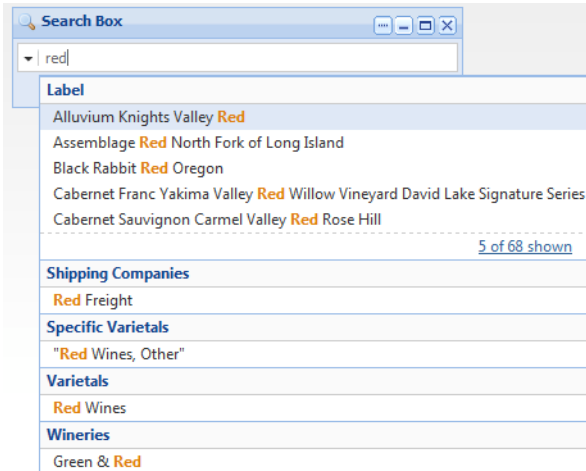 Search Box
red
Label
Alluvium Knights Valley Red
Assemblage Red North Fork of Long Island
Black Rabbit Red Oregon
Cabernet Franc Yakima Valley Red Willow Vineyard David Lake Signature Series
Cabernet Sauvignon Carmel Valley Red Rose Hill
5 of 68 shown
Shipping Companies
Red Freight
Specific Varietals
"Red Wines, Other"
Varietals
Red Wines
Wineries
Green & Red